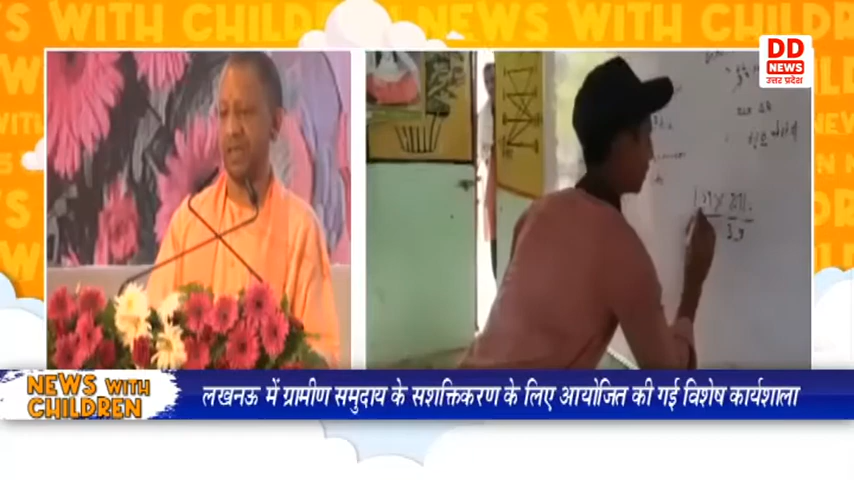 NEWS WITH CHILDREN NEWS WITH CHILDREN
DD
NEWS
उत्तर प्रदेश
NEWS WITH
CHILDREN
लखनऊ में ग्रामीण समुदाय के सशक्तिकरण के लिए आयोजित की गई विशेष कार्यशाला